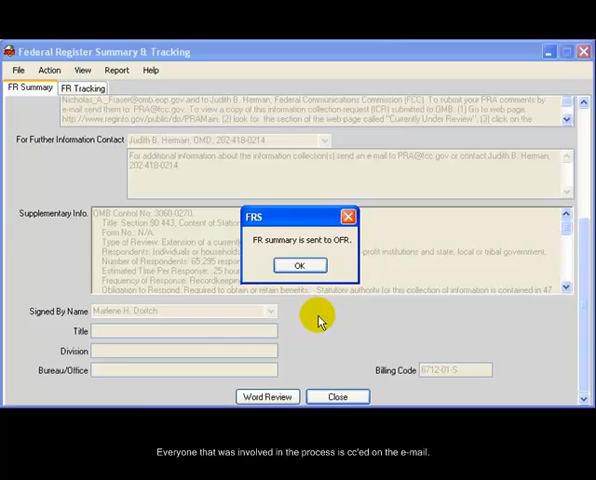 Federal Register Summary & Tracking
File Action View Report Help
FR Summary FR Tracking
Nicholas_A._Fraser@omb.eop.gov and to Judith B. Herman, Federal Communications Commission (FCC). To submit your PRA comments by
e-mail send them to: PRA@fcc.gov. To view a copy of this information collection request (ICR) submitted to OMB: (1) Go to web page
http://www.reginfo.gov/public/do/PRAMain, (2) look for the section of the web page called "Currently Under Review", (3) click on the
For Further Information Contact
Judith B. Herman, OMD, 202-418-0214
For additional information about the information collection(s) send an e-mail to PRA@fcc.gov or contact Judith B. Herman,
202-418-0214
Supplementary Info.
OMB Control No: 3060-0270.
Title: Section 90.443, Content of Station
Form No.: N/A.
Type of Review: Extension of a current
Respondents: Individuals or household -profit institutions and state, local or tribal government.
Number of Respondents: 65,295
Estimated Time Per Response: .25 hour
Frequency of Response: Recordkeeping
Obligation to Respond: Required to obtain or retain benefits. Statutory authority for this collection of information is contained in 47
FRS
FR summary is sent to OFR.
OK
Signed By Name
Marlene H. Dortch
Title
Division
Bureau/Office
Billing Code
6712-01-S
Word Review
Close
Everyone that was involved in the process is cc'ed on the e-mail.